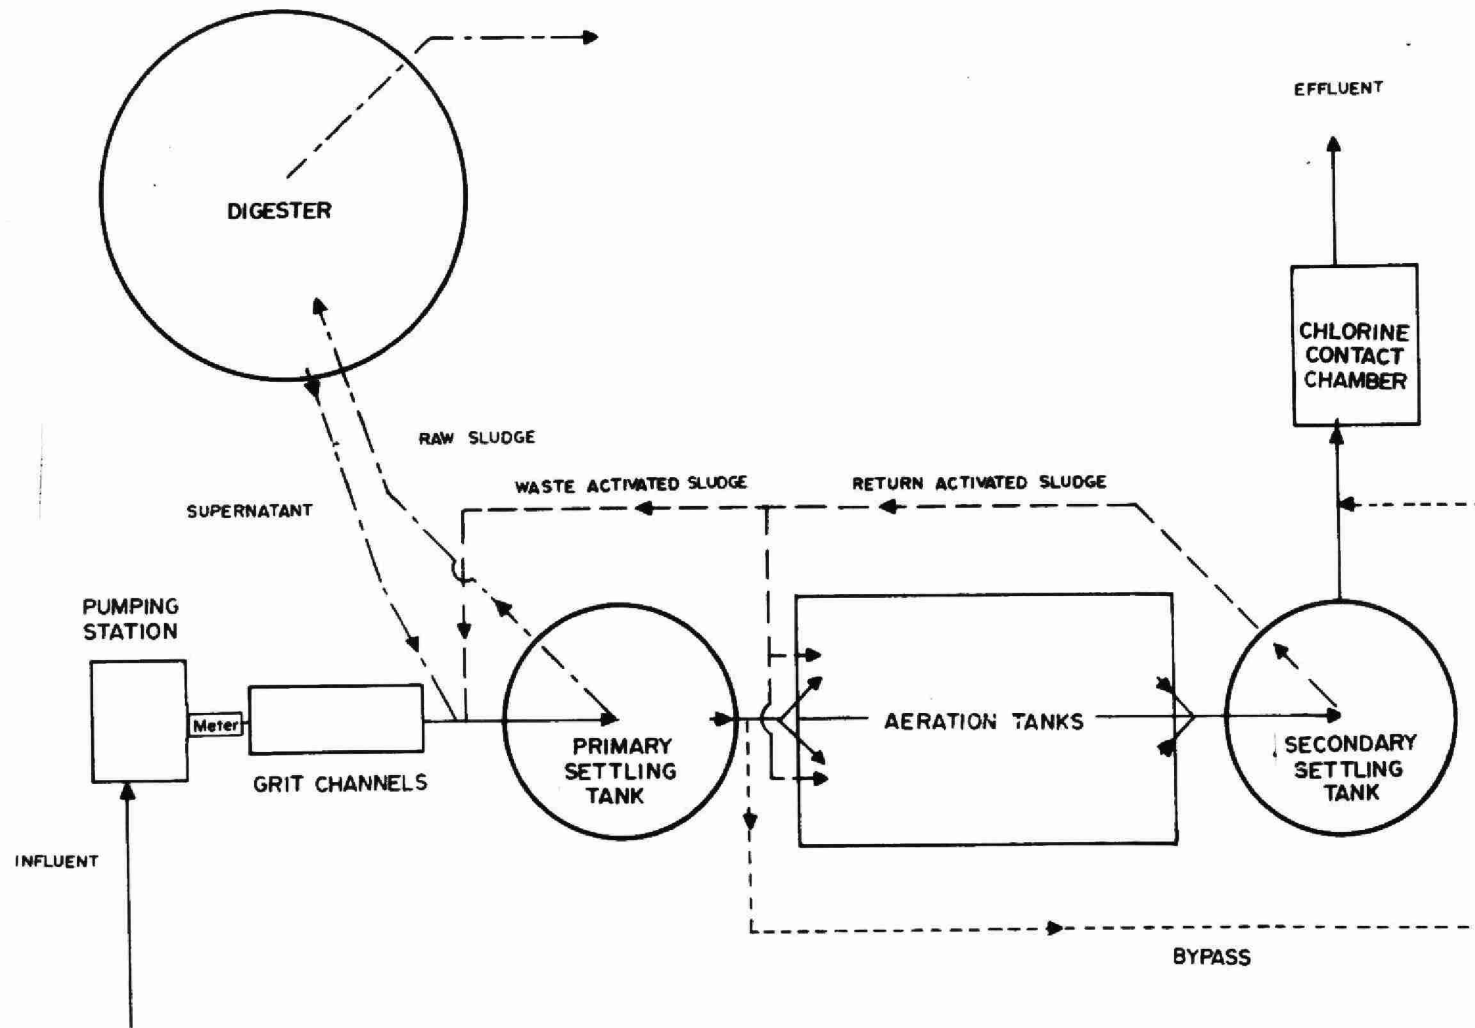 EFFLUENT
DIGESTER
CHLORINE
CONTACT
CHAMBER
RAW SLUDGE
WASTE ACTIVATED SLUDGE
RETURN ACTIVATED SLUDGE
SUPERNATANT
PUMPING
STATION
Meter
GRIT CHANNELS
PRIMARY
SETTLING
TANK
AERATION TANKS
SECONDARY
SETTLING
TANK
INFLUENT
BYPASS